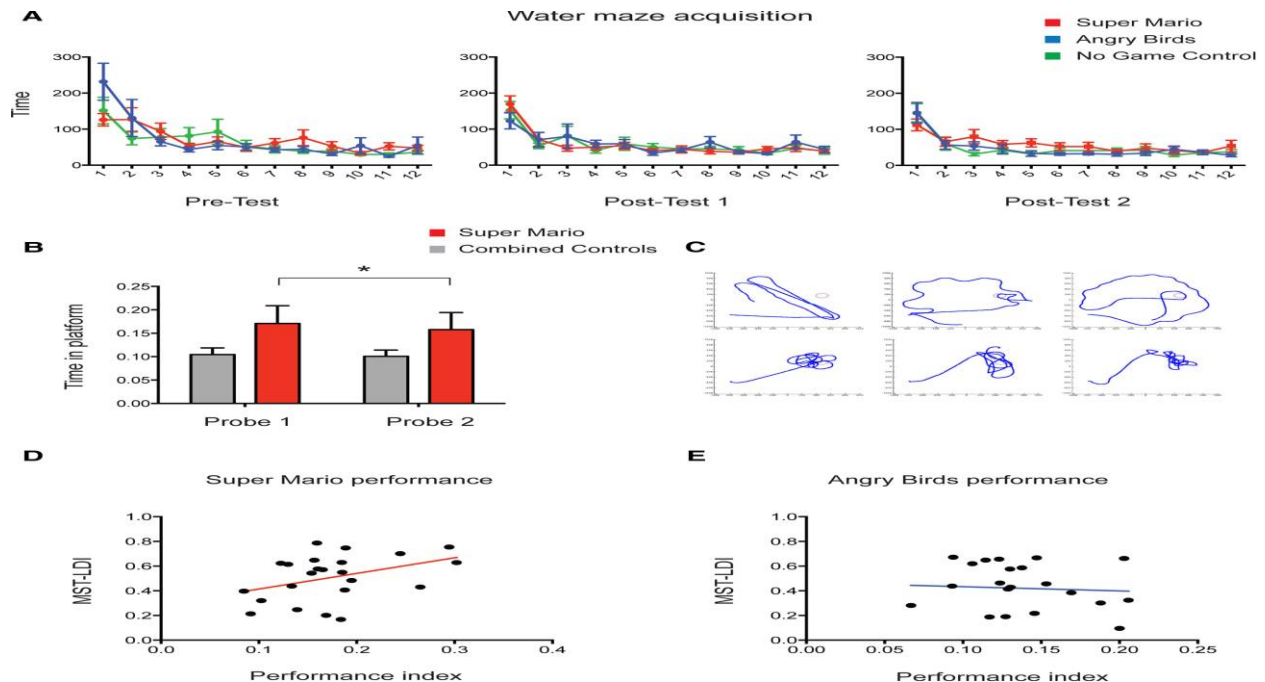 A
Water maze acquisition
Super Mario
Angry Birds
No Game Control
300
200
100
0
Time
1 2 3 4 5 6 7 8 9 10 11 12
Pre-Test
300
200
100
0
1 2 3 4 5 6 7 8 9 10 11 12
Post-Test 1
300
200
100
0
1 2 3 4 5 6 7 8 9 10 11 12
Post-Test 2
B
Super Mario
Combined Controls
*
0.25
0.20
0.15
0.10
0.05
0.00
Time in platform
Probe 1 Probe 2
C
D
Super Mario performance
1.0
0.8
0.6
0.4
0.2
0.0
MST-LDI
0.0 0.1 0.2 0.3 0.4
Performance index
E
Angry Birds performance
1.0
0.8
0.6
0.4
0.2
0.0
MST-LDI
0.00 0.05 0.10 0.15 0.20 0.25
Performance index